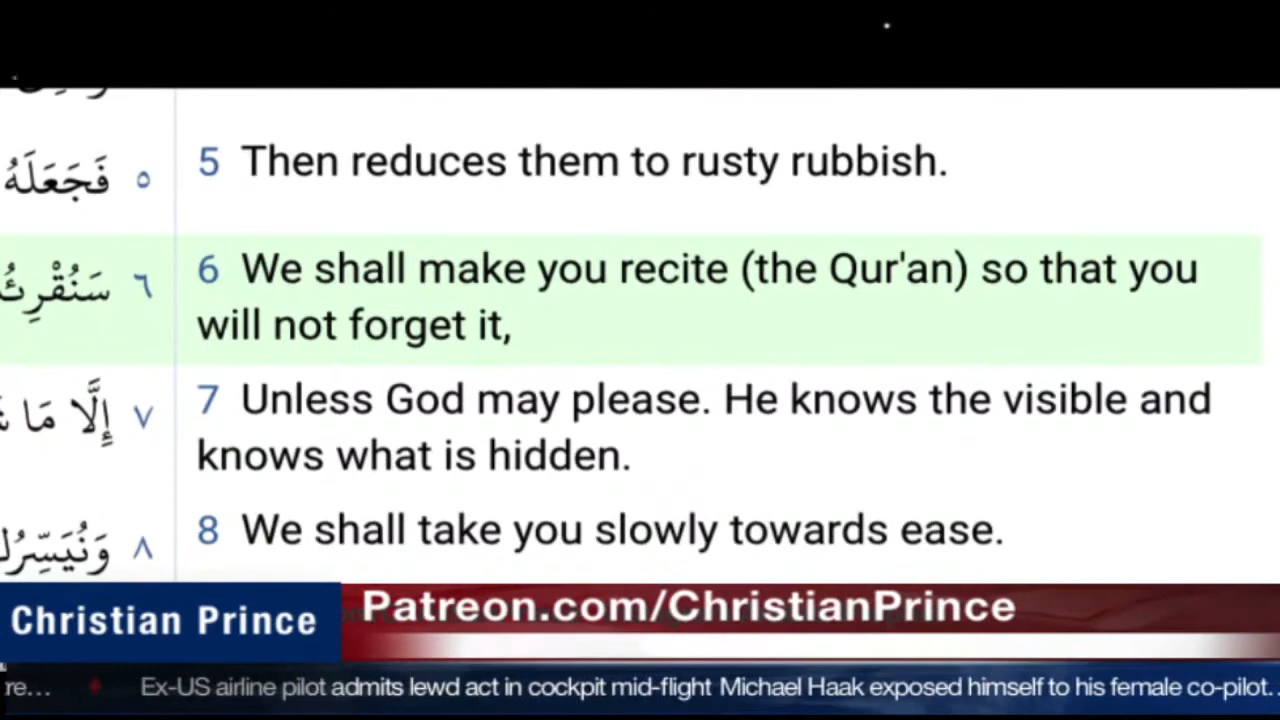 فَجَعَلَهُ ٥ 5 Then reduces them to rusty rubbish.
٦ 6 We shall make you recite (the Qur'an) so that you
will not forget it,
إِلَّا مَا ٧ 7 Unless God may please. He knows the visible and
knows what is hidden.
٨ 8 We shall take you slowly towards ease.
Christian Prince Patreon.com/ChristianPrince
re... Ex-US airline pilot admits lewd act in cockpit mid-flight Michael Haak exposed himself to his female co-pilot.